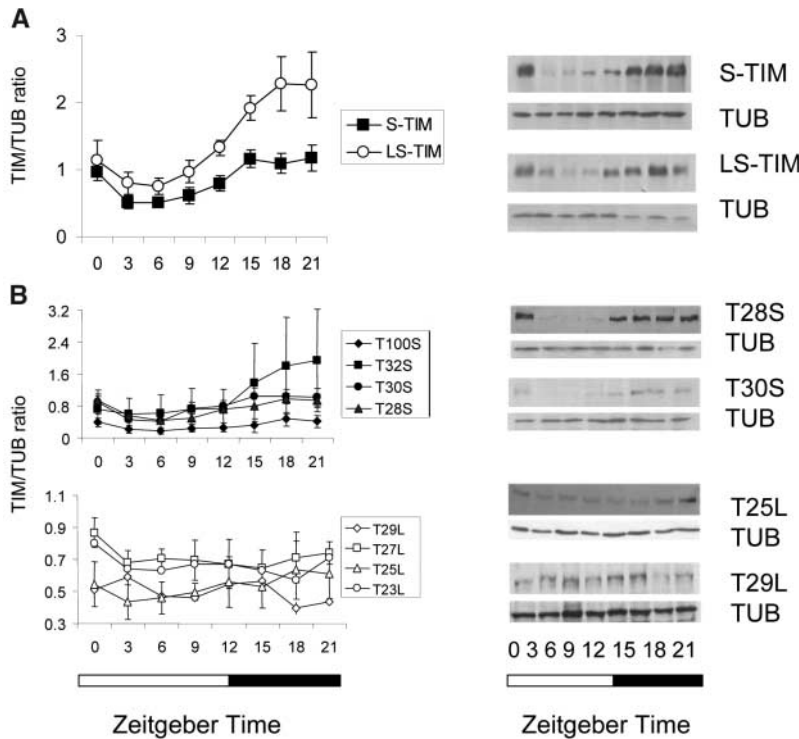 A
3
2
1
0
TIM/TUB ratio
0 3 6 9 12 15 18 21
S-TIM
LS-TIM
S-TIM
TUB
LS-TIM
TUB
B
3.2
2.4
1.6
0.8
0
TIM/TUB ratio
0 3 6 9 12 15 18 21
T100S
T32S
T30S
T28S
T28S
TUB
T30S
TUB
1.1
0.9
0.7
0.5
0.3
0 3 6 9 12 15 18 21
T29L
T27L
T25L
T23L
T25L
TUB
T29L
TUB
0 3 6 9 12 15 18 21
Zeitgeber Time
Zeitgeber Time